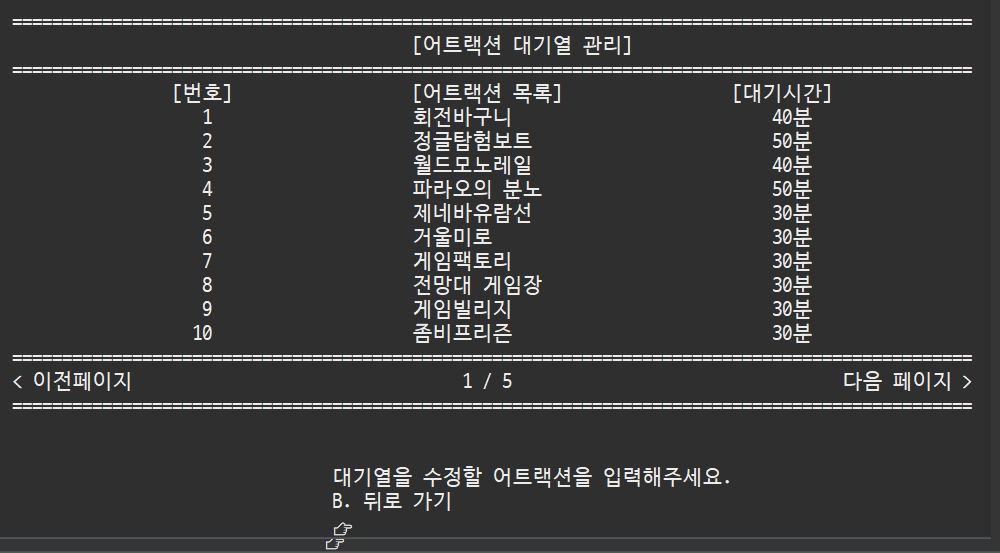 ================================================================================================
[어트랙션 대기열 관리]
================================================================================================
[번호] [어트랙션 목록] [대기시간]
1 회전바구니 40분
2 정글탐험보트 50분
3 월드모노레일 40분
4 파라오의 분노 50분
5 제네바유람선 30분
6 거울미로 30분
7 게임팩토리 30분
8 전망대 게임장 30분
9 게임빌리지 30분
10 좀비프리즌 30분
================================================================================================
< 이전페이지 1 / 5 다음 페이지 >
================================================================================================
대기열을 수정할 어트랙션을 입력해주세요.
B. 뒤로 가기
👉
👉